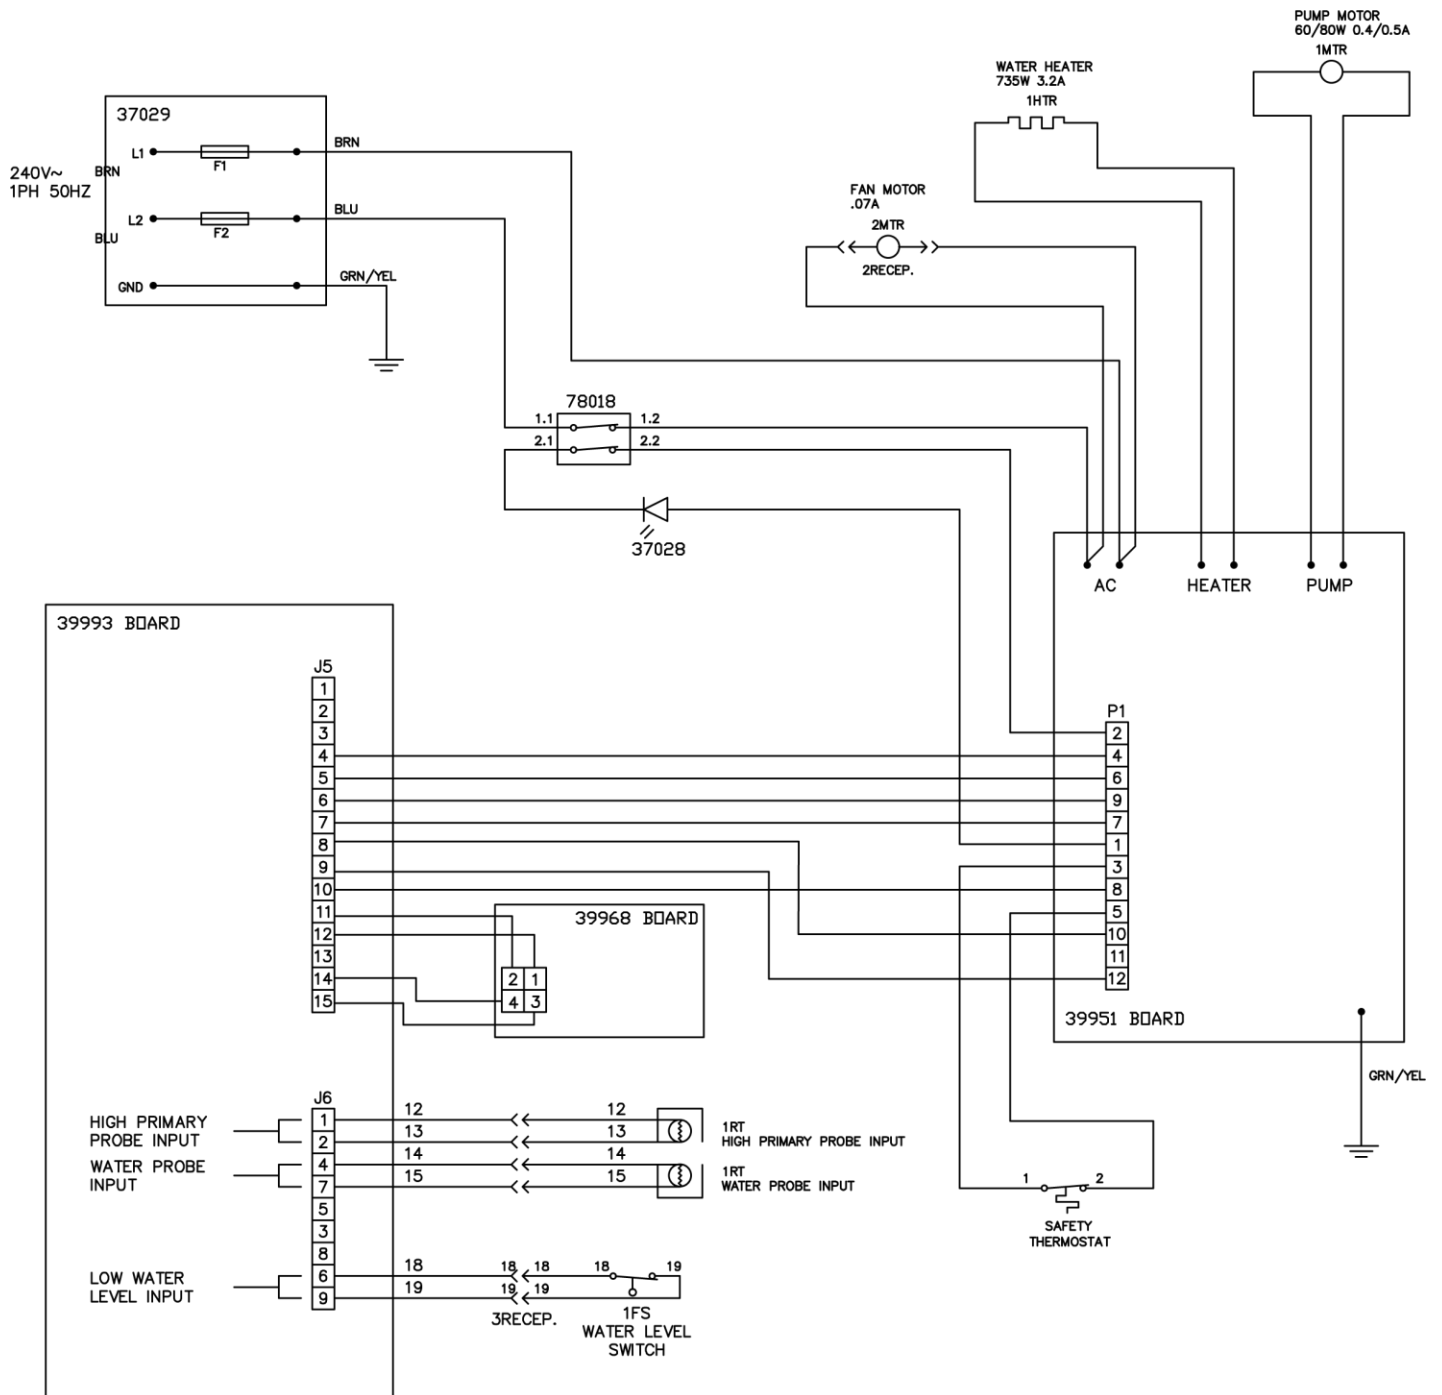 PUMP MOTOR
60/80W 0.4/0.5A
1MTR
WATER HEATER
735W 3.2A
1HTR
37029
L1
BRN
F1
BRN
240V~
1PH 50HZ
FAN MOTOR
.07A
2MTR
2RECEP.
L2
BLU
F2
BLU
GND
GRN/YEL
78018
1.1
1.2
2.1
2.2
37028
AC
HEATER
PUMP
39993 BOARD
J5
1
2
3
4
5
6
7
8
9
10
11
12
13
14
15
P1
2
4
6
9
7
1
3
8
5
10
11
12
39968 BOARD
2 1
4 3
39951 BOARD
GRN/YEL
J6
1
2
4
7
5
3
8
6
9
HIGH PRIMARY
PROBE INPUT
WATER PROBE
INPUT
LOW WATER
LEVEL INPUT
12 12
13 13
14 14
15 15
1RT
HIGH PRIMARY PROBE INPUT
1RT
WATER PROBE INPUT
1 2
SAFETY
THERMOSTAT
18 18 18 18 19
19 19 19
3RECEP.
1FS
WATER LEVEL
SWITCH